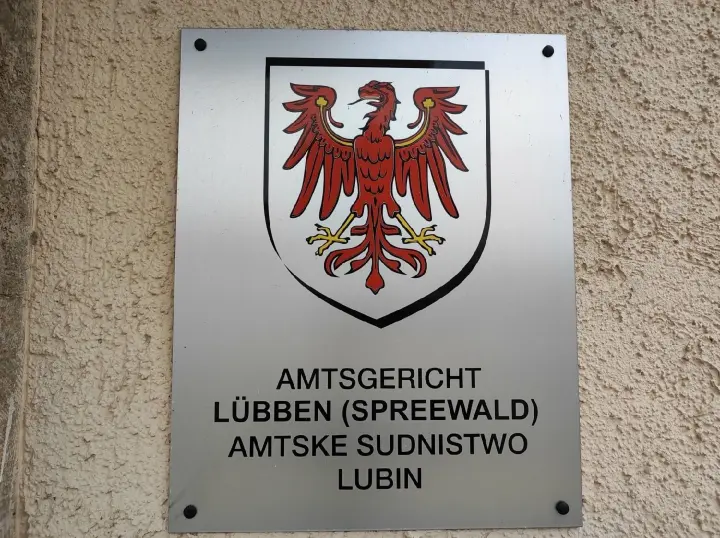 AMTSGERICHT
LÜBBEN (SPREEWALD)
AMTSKE SUDNISTWO
LUBIN